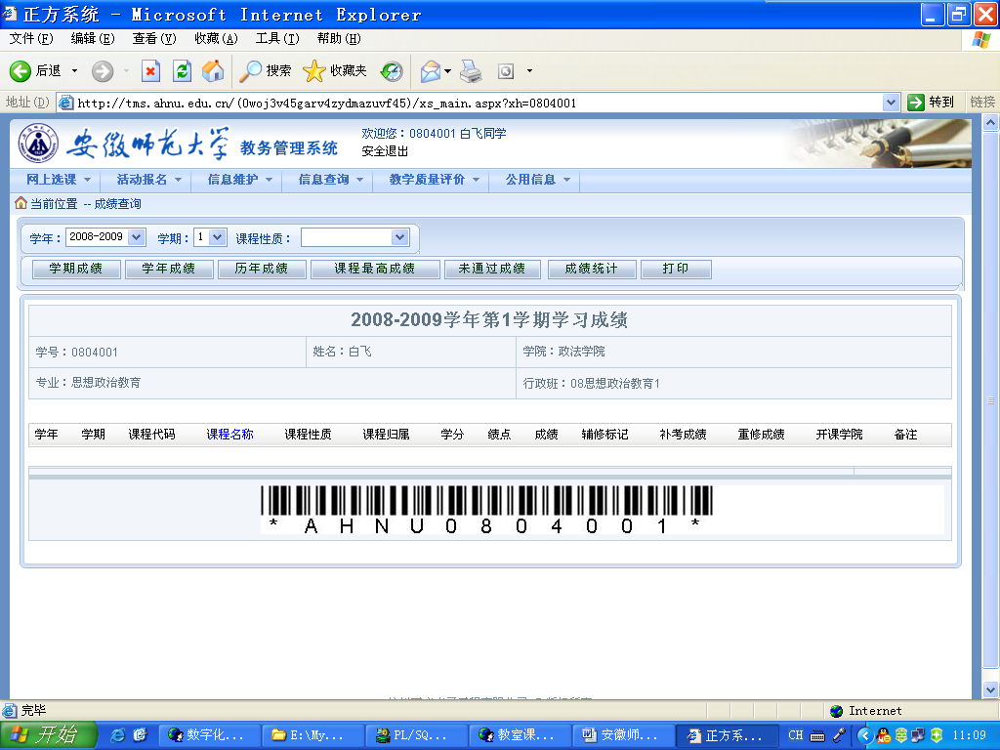 正方系统 - Microsoft Internet Explorer
文件(F) 编辑(E) 查看(V) 收藏(A) 工具(T) 帮助(H)
后退 搜索 收藏夹
地址(D) http://tms.ahnu.edu.cn/(0woj3v45garv4zydmazuvf45)/xs_main.aspx?xh=0804001 转到 链接
安徽师范大学 教务管理系统
欢迎您：0804001 白飞同学
安全退出
网上选课 活动报名 信息维护 信息查询 教学质量评价 公用信息
当前位置 -- 成绩查询
学年：2008-2009 学期：1 课程性质：
学期成绩 学年成绩 历年成绩 课程最高成绩 未通过成绩 成绩统计 打印
2008-2009学年第1学期学习成绩
学号：0804001 姓名：白飞 学院：政法学院
专业：思想政治教育 行政班：08思想政治教育1
学年 学期 课程代码 课程名称 课程性质 课程归属 学分 绩点 成绩 辅修标记 补考成绩 重修成绩 开课学院 备注
* A H N U 0 8 0 4 0 0 1 *
完毕 Internet
开始 数字化... E:\My... PL/SQ... 教室课... 安徽师... 正方系... CH 11:09